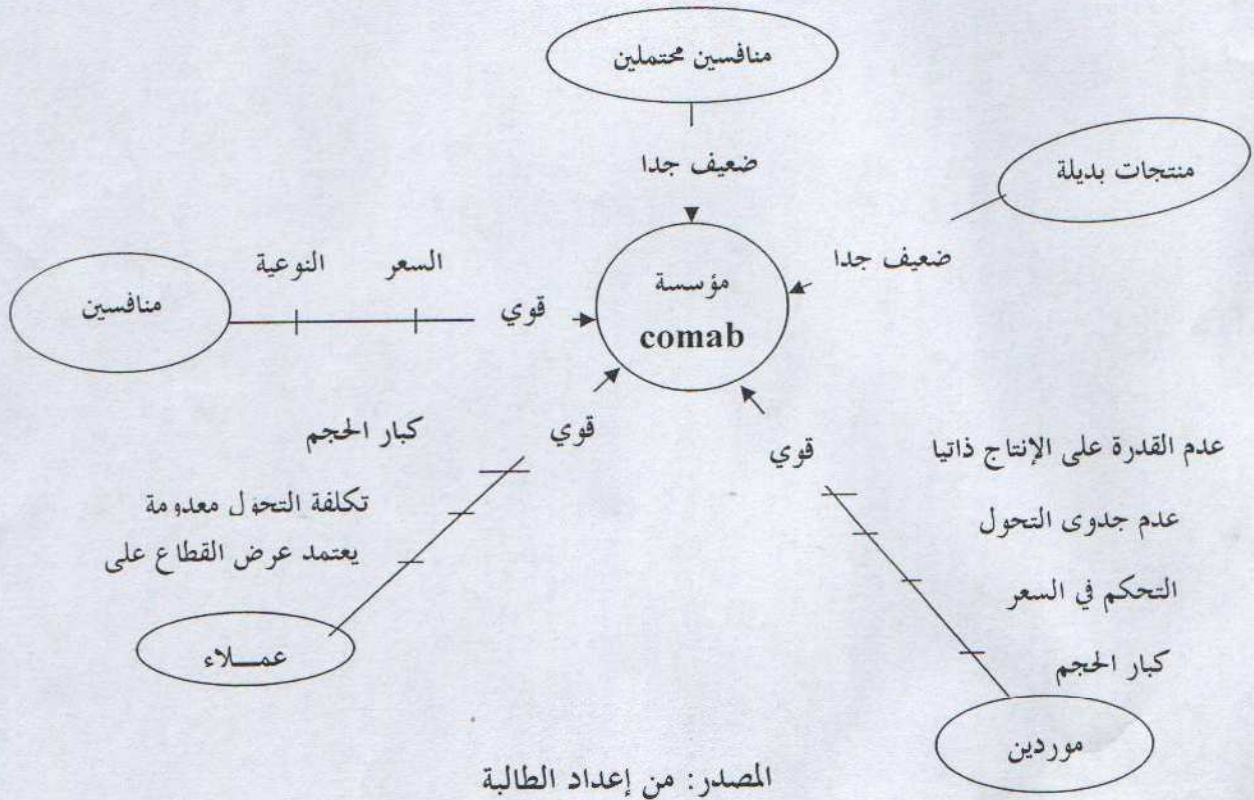 منافسين محتملين
ضعيف جدا
منتجات بديلة
ضعيف جدا
مؤسسة
comab
منافسين
النوعية
السعر
قوي
كبار الحجم
قوي
تكلفة التحول معدومة
يعتمد عرض القطاع على
عمـــلاء
قوي
عدم القدرة على الإنتاج ذاتيا
عدم جدوى التحول
التحكم في السعر
كبار الحجم
موردين
المصدر: من إعداد الطالبة